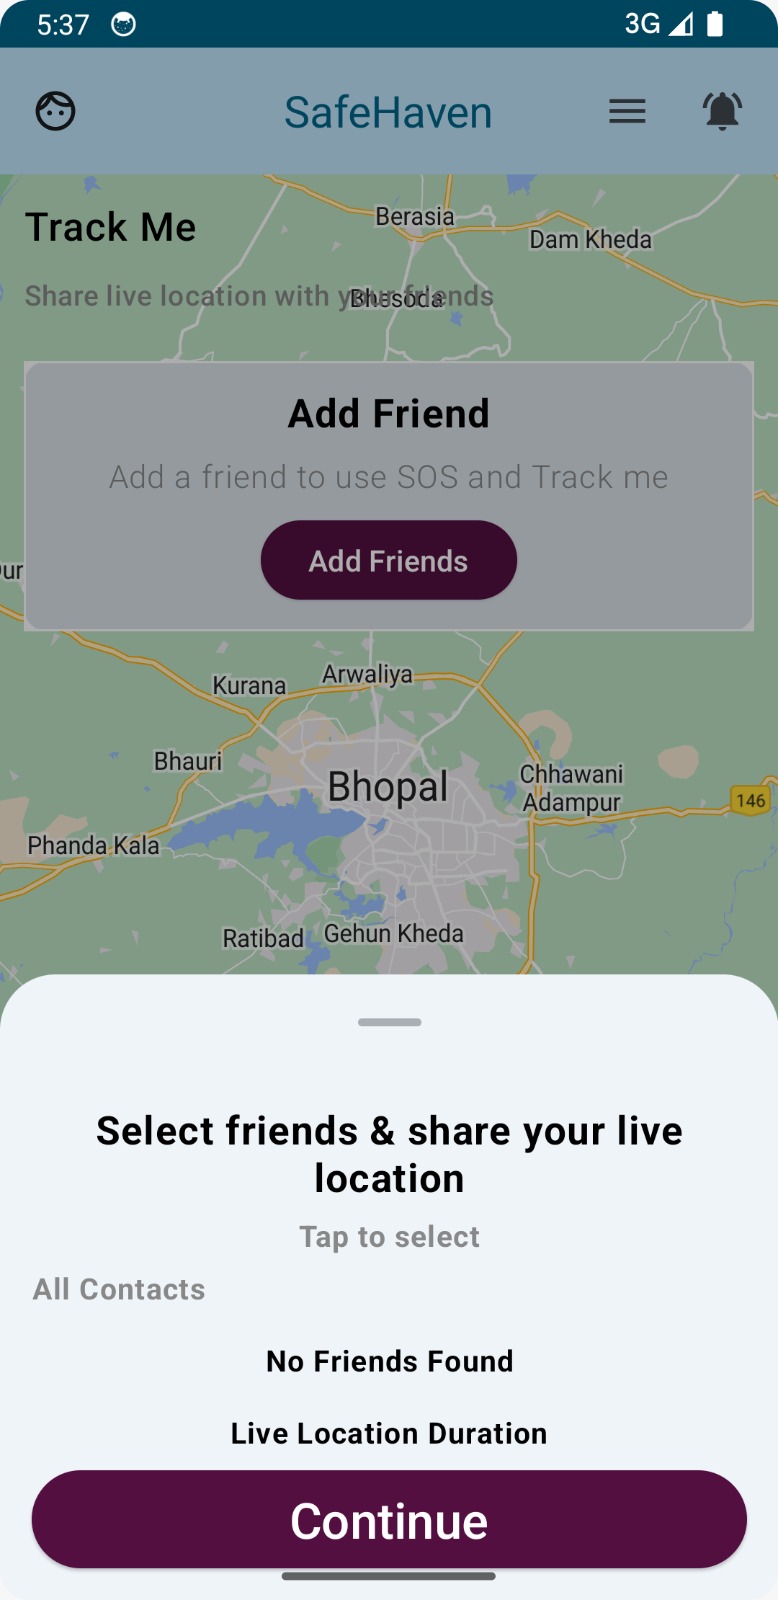 5:37
3G
SafeHaven
Track Me
Berasia
Dam Kheda
Share live location with your friends
Bhesoda
Add Friend
Add a friend to use SOS and Track me
Add Friends
Kurana
Arwaliya
Bhauri
Bhopal
Chhawani
Adampur
146
Phanda Kala
Ratibad
Gehun Kheda
Select friends & share your live
location
Tap to select
All Contacts
No Friends Found
Live Location Duration
Continue